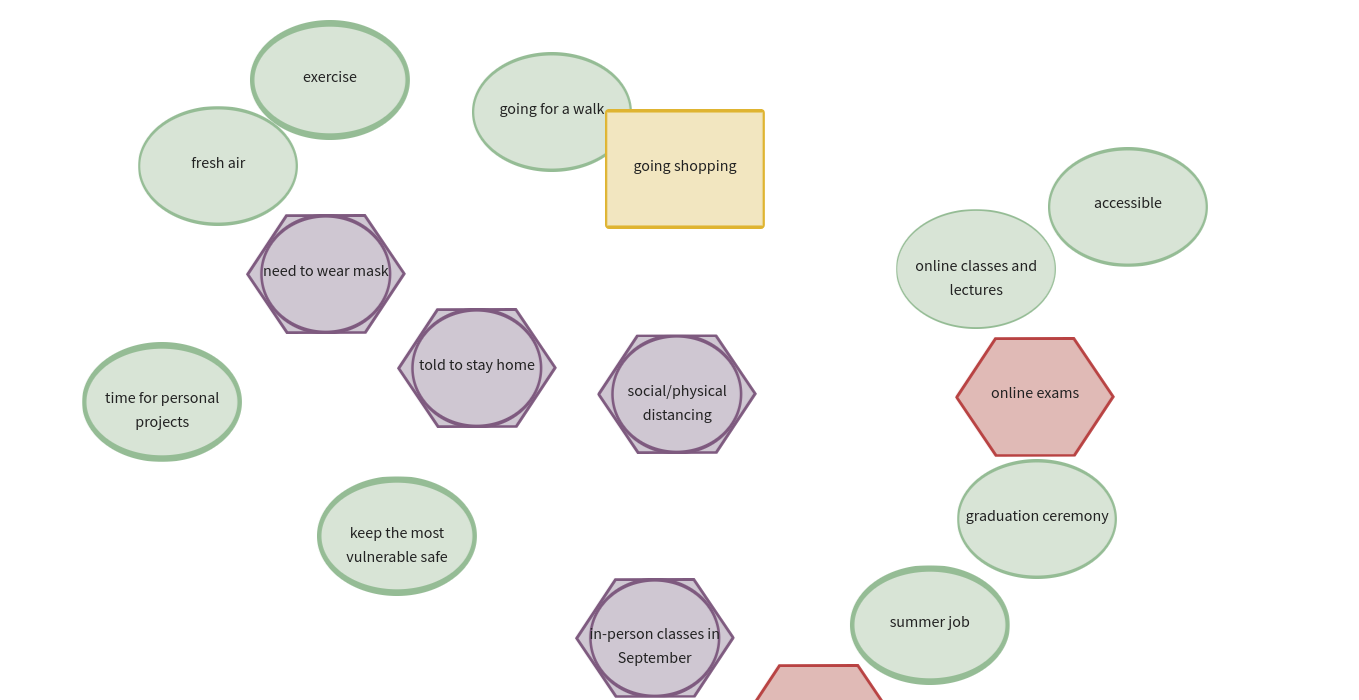 exercise
going for a walk
fresh air
going shopping
accessible
online classes and
lectures
need to wear mask
told to stay home
social/physical
distancing
online exams
time for personal
projects
keep the most
vulnerable safe
graduation ceremony
summer job
in-person classes in
September